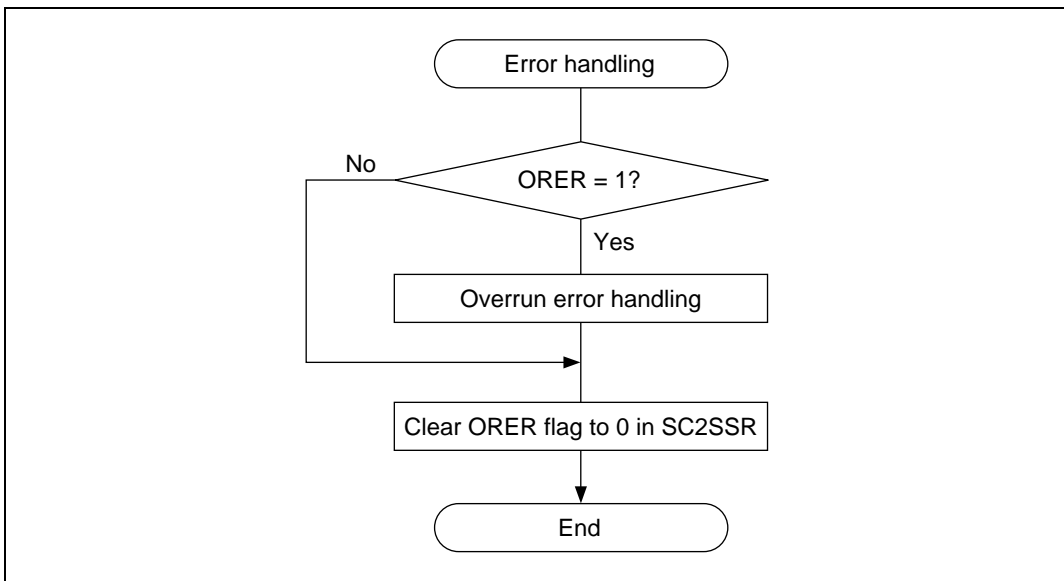 Error handling
No
ORER = 1?
Yes
Overrun error handling
Clear ORER flag to 0 in SC2SSR
End